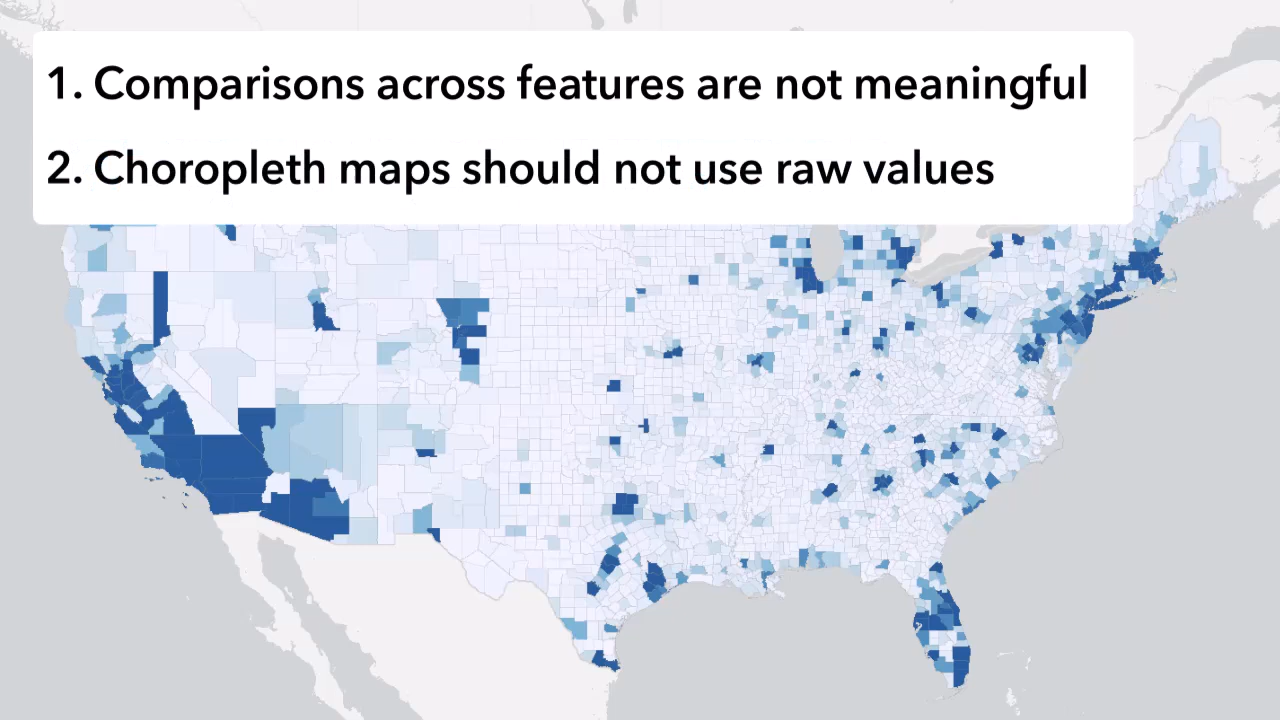 1. Comparisons across features are not meaningful
2. Choropleth maps should not use raw values